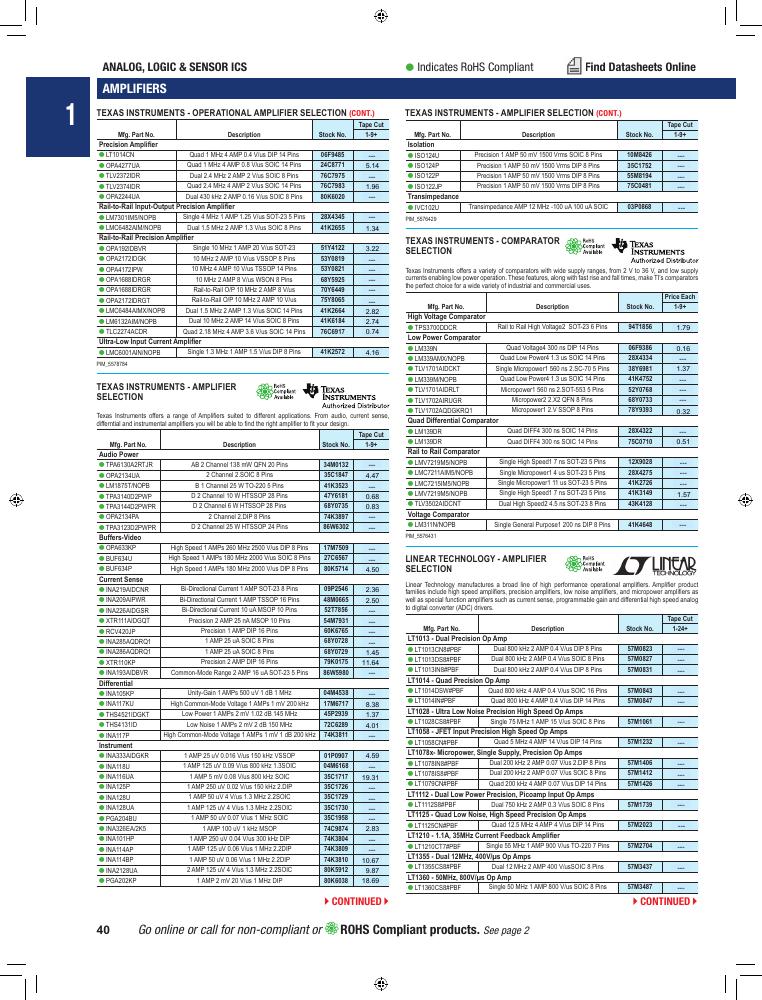 ANALOG, LOGIC & SENSOR ICS
Indicates RoHS Compliant
Find Datasheets Online
AMPLIFIERS
1
TEXAS INSTRUMENTS - OPERATIONAL AMPLIFIER SELECTION (CONT.)
Tape Cut
Mfg. Part No. Description Stock No. 1-9+
Precision Amplifier
LT1014CN Quad 1 MHz 4 AMP 0.4 V/us DIP 14 Pins 06F9485 ---
OPA4277UA Quad 1 MHz 4 AMP 0.8 V/us SOIC 14 Pins 24C8771 5.14
TLV2372IDR Dual 2.4 MHz 2 AMP 2 V/us SOIC 8 Pins 76C7975 ---
TLV2374IDR Quad 2.4 MHz 4 AMP 2 V/us SOIC 14 Pins 76C7983 1.96
OPA2244UA Dual 430 kHz 2 AMP 0.16 V/us SOIC 8 Pins 80K6020 ---
Rail-to-Rail Input-Output Precision Amplifier
LM7301IM5/NOPB Single 4 MHz 1 AMP 1.25 V/us SOT-23 5 Pins 28X4345 ---
LMC6482AIM/NOPB Dual 1.5 MHz 2 AMP 1.3 V/us SOIC 8 Pins 41K2655 1.34
Rail-to-Rail Precision Amplifier
OPA192IDBVR Single 10 MHz 1 AMP 20 V/us SOT-23 51Y4122 3.22
OPA2172IDGK 10 MHz 2 AMP 10 V/us VSSOP 8 Pins 53Y0819 ---
OPA4172IPW 10 MHz 4 AMP 10 V/us TSSOP 14 Pins 53Y0821 ---
OPA1688IDRGR 10 MHz 2 AMP 8 V/us WSON 8 Pins 68Y5925 ---
OPA1688IDRGR Rail-to-Rail O/P 10 MHz 2 AMP 8 V/us 70Y6449 ---
OPA2172IDRGT Rail-to-Rail O/P 10 MHz 2 AMP 10 V/us 75Y8065 ---
LMC6484AIMX/NOPB Dual 1.5 MHz 2 AMP 1.3 V/us SOIC 14 Pins 41K2664 2.82
LM6132AIM/NOPB Dual 10 MHz 2 AMP 14 V/us SOIC 8 Pins 41K6184 2.74
TLC2274ACDR Quad 2.18 MHz 4 AMP 3.6 V/us SOIC 14 Pins 76C6917 0.74
Ultra-Low Input Current Amplifier
LMC6001AIN/NOPB Single 1.3 MHz 1 AMP 1.5 V/us DIP 8 Pins 41K2572 4.16
PIM_5578784
TEXAS INSTRUMENTS - AMPLIFIER
SELECTION
RoHS Compliant Available
TEXAS INSTRUMENTS
Authorized Distributor
Texas Instruments offers a range of Amplifiers suited to different applications. From audio, current sense,
differntial and instrumental amplifiers you will be able to find the right amplifier to fit your design.
Tape Cut
Mfg. Part No. Description Stock No. 1-9+
Audio Power
TPA6130A2RTJR AB 2 Channel 138 mW QFN 20 Pins 34M0132 ---
OPA2134UA 2 Channel 2.SOIC 8 Pins 35C1847 4.47
LM1875T/NOPB B 1 Channel 25 W TO-220 5 Pins 41K3523 ---
TPA3140D2PWP D 2 Channel 10 W HTSSOP 28 Pins 47Y6181 0.68
TPA3144D2PWPR D 2 Channel 6 W HTSSOP 28 Pins 68Y0735 0.83
OPA2134PA 2 Channel 2.DIP 8 Pins 74K3897 ---
TPA3123D2PWPR D 2 Channel 25 W HTSSOP 24 Pins 86W6302 ---
Buffers-Video
OPA633KP High Speed 1 AMPs 260 MHz 2500 V/us DIP 8 Pins 17M7509 ---
BUF634U High Speed 1 AMPs 180 MHz 2000 V/us SOIC 8 Pins 27C6567 ---
BUF634P High Speed 1 AMPs 180 MHz 2000 V/us DIP 8 Pins 80K5714 4.50
Current Sense
INA219AIDCNR Bi-Directional Current 1 AMP SOT-23 8 Pins 09P2546 2.36
INA209AIPWR Bi-Directional Current 1 AMP TSSOP 16 Pins 48M0665 2.50
INA226AIDGSR Bi-Directional Current 10 uA MSOP 10 Pins 52T7856 ---
XTR111AIDGQT Precision 2 AMP 25 nA MSOP 10 Pins 54M7931 ---
RCV420JP Precision 1 AMP DIP 16 Pins 60K6765 ---
INA285AQDRQ1 1 AMP 25 uA SOIC 8 Pins 68Y0728 ---
INA286AQDRQ1 1 AMP 25 uA SOIC 8 Pins 68Y0729 1.45
XTR110KP Precision 2 AMP DIP 16 Pins 79K0175 11.64
INA193AIDBVR Common-Mode Range 2 AMP 16 uA SOT-23 5 Pins 86W5980 ---
Differential
INA105KP Unity-Gain 1 AMPs 500 uV 1 dB 1 MHz 04M4538 ---
INA117KU High Common-Mode Voltage 1 AMPs 1 mV 200 kHz 17M6717 8.38
THS4521IDGKT Low Power 1 AMPs 2 mV 1.02 dB 145 MHz 45P2939 1.37
THS4131ID Low Noise 1 AMPs 2 mV 2 dB 150 MHz 72C6289 4.01
INA117P High Common-Mode Voltage 1 AMPs 1 mV 1 dB 200 kHz 74K3811 ---
Instrument
INA333AIDGKR 1 AMP 25 uV 0.016 V/us 150 kHz VSSOP 01P0907 4.59
INA118U 1 AMP 125 uV 0.09 V/us 800 kHz 1.3SOIC 04M6168 ---
INA116UA 1 AMP 5 mV 0.08 V/us 800 kHz SOIC 35C1717 19.31
INA125P 1 AMP 250 uV 0.02 V/us 150 kHz 2.DIP 35C1726 ---
INA128U 1 AMP 50 uV 4 V/us 1.3 MHz 2.2SOIC 35C1729 ---
INA128UA 1 AMP 125 uV 4 V/us 1.3 MHz 2.2SOIC 35C1730 ---
PGA204BU 1 AMP 50 uV 0.07 V/us 1 MHz SOIC 35C1958 ---
INA326EA/2K5 1 AMP 100 uV 1 kHz MSOP 74C9874 2.83
INA101HP 1 AMP 250 uV 0.04 V/us 300 kHz DIP 74K3804 ---
INA114AP 1 AMP 125 uV 0.06 V/us 1 MHz 2.2DIP 74K3809 ---
INA114BP 1 AMP 50 uV 0.06 V/us 1 MHz 2.2DIP 74K3810 10.67
INA2128UA 2 AMP 125 uV 4 V/us 1.3 MHz 2.2SOIC 80K5912 9.87
PGA202KP 1 AMP 2 mV 20 V/us 1 MHz DIP 80K6038 18.69
CONTINUED
TEXAS INSTRUMENTS - AMPLIFIER SELECTION (CONT.)
Tape Cut
Mfg. Part No. Description Stock No. 1-9+
Isolation
ISO124U Precision 1 AMP 50 mV 1500 Vrms SOIC 8 Pins 10M8426 ---
ISO124P Precision 1 AMP 50 mV 1500 Vrms DIP 8 Pins 35C1752 ---
ISO122P Precision 1 AMP 50 mV 1500 Vrms DIP 8 Pins 55M8194 ---
ISO122JP Precision 1 AMP 50 mV 1500 Vrms DIP 8 Pins 75C0481 ---
Transimpedance
IVC102U Transimpedance AMP 12 MHz -100 uA 100 uA SOIC 03P0868 ---
PIM_5576429
TEXAS INSTRUMENTS - COMPARATOR
SELECTION
RoHS Compliant Available
TEXAS INSTRUMENTS
Authorized Distributor
Texas Instruments offers a variety of comparators with wide supply ranges, from 2 V to 36 V, and low supply
currents enabling low power operation. These features, along with fast rise and fall times, make TI's comparators
the perfect choice for a wide variety of industrial and commercial uses.
Price Each
Mfg. Part No. Description Stock No. 1-9+
High Voltage Comparator
TPS3700DDCR Rail to Rail High Voltage2 SOT-23 6 Pins 94T1856 1.79
Low Power Comparator
LM339N Quad Voltage4 300 ns DIP 14 Pins 06F9386 0.16
LM339AMX/NOPB Quad Low Power4 1.3 us SOIC 14 Pins 28X4334 ---
TLV1701AIDCKT Single Micropower1 560 ns 2.SC-70 5 Pins 38Y6981 1.37
LM339M/NOPB Quad Low Power4 1.3 us SOIC 14 Pins 41K4752 ---
TLV1701AIDRLT Micropower1 560 ns 2.SOT-553 5 Pins 52Y0768 ---
TLV1702AIRUGR Micropower2 2.X2 QFN 8 Pins 68Y0733 ---
TLV1702AQDGKRQ1 Micropower1 2.V SSOP 8 Pins 78Y9393 0.32
Quad Differential Comparator
LM139DR Quad DIFF4 300 ns SOIC 14 Pins 28X4322 ---
LM139DR Quad DIFF4 300 ns SOIC 14 Pins 75C0710 0.51
Rail to Rail Comparator
LMV7219M5/NOPB Single High Speed1 7 ns SOT-23 5 Pins 12X9028 ---
LMC7211AIM5/NOPB Single Micropower1 4 us SOT-23 5 Pins 28X4275 ---
LMC7215IM5/NOPB Single Micropower1 11 us SOT-23 5 Pins 41K2726 ---
LMV7219M5/NOPB Single High Speed1 7 ns SOT-23 5 Pins 41K3149 1.57
TLV3502AIDCNT Dual High Speed2 4.5 ns SOT-23 8 Pins 43K4128 ---
Voltage Comparator
LM311N/NOPB Single General Purpose1 200 ns DIP 8 Pins 41K4648 ---
PIM_5576431
LINEAR TECHNOLOGY - AMPLIFIER
SELECTION
RoHS Compliant Available
LINEAR TECHNOLOGY
Linear Technology manufactures a broad line of high performance operational amplifiers. Amplifier product
families include high speed amplifiers, precision amplifiers, low noise amplifiers, and micropower amplifiers as
well as special function amplifiers such as current sense, programmable gain and differential high speed analog
to digital converter (ADC) drivers.
Tape Cut
Mfg. Part No. Description Stock No. 1-24+
LT1013 - Dual Precision Op Amp
LT1013CN8#PBF Dual 800 kHz 2 AMP 0.4 V/us DIP 8 Pins 57M0823 ---
LT1013DS8#PBF Dual 800 kHz 2 AMP 0.4 V/us SOIC 8 Pins 57M0827 ---
LT1013IN8#PBF Dual 800 kHz 2 AMP 0.4 V/us DIP 8 Pins 57M0831 ---
LT1014 - Quad Precision Op Amp
LT1014DSW#PBF Quad 800 kHz 4 AMP 0.4 V/us SOIC 16 Pins 57M0843 ---
LT1014IN#PBF Quad 800 kHz 4 AMP 0.4 V/us DIP 14 Pins 57M0847 ---
LT1028 - Ultra Low Noise Precision High Speed Op Amps
LT1028CS8#PBF Single 75 MHz 1 AMP 15 V/us SOIC 8 Pins 57M1061 ---
LT1058 - JFET Input Precision High Speed Op Amp
LT1058CN#PBF Quad 5 MHz 4 AMP 14 V/us DIP 14 Pins 57M1232 ---
LT1078x- Micropower, Single Supply, Precision Op Amp
LT1078IN8#PBF Dual 200 kHz 2 AMP 0.07 V/us 2.DIP 8 Pins 57M1406 ---
LT1078IS8#PBF Dual 200 kHz 2 AMP 0.07 V/us SOIC 8 Pins 57M1412 ---
LT1079CN#PBF Quad 200 kHz 4 AMP 0.07 V/us DIP 14 Pins 57M1426 ---
LT1112 - Dual Low Power Precision, Picoamp Input Op Amps
LT1112S8#PBF Dual 750 kHz 2 AMP 0.3 V/us SOIC 8 Pins 57M1739 ---
LT1125 - Quad Low Noise, High Speed Precision Op Amps
LT1125CN#PBF Quad 12.5 MHz 4 AMP 4 V/us DIP 14 Pins 57M2023 ---
LT1210 - 1.1A, 35MHz Current Feedback Amplifier
LT1210CT7#PBF Single 55 MHz 1 AMP 900 V/us TO-220 7 Pins 57M2704 ---
LT1355 - Dual 12MHz, 400V/µs Op Amps
LT1355CS8#PBF Dual 12 MHz 2 AMP 400 V/usSOIC 8 Pins 57M3437 ---
LT1360 - 50MHz, 800V/µs Op Amp
LT1360CS8#PBF Single 50 MHz 1 AMP 800 V/us SOIC 8 Pins 57M3487 ---
CONTINUED
40 Go online or call for non-compliant or ROHS Compliant products. See page 2